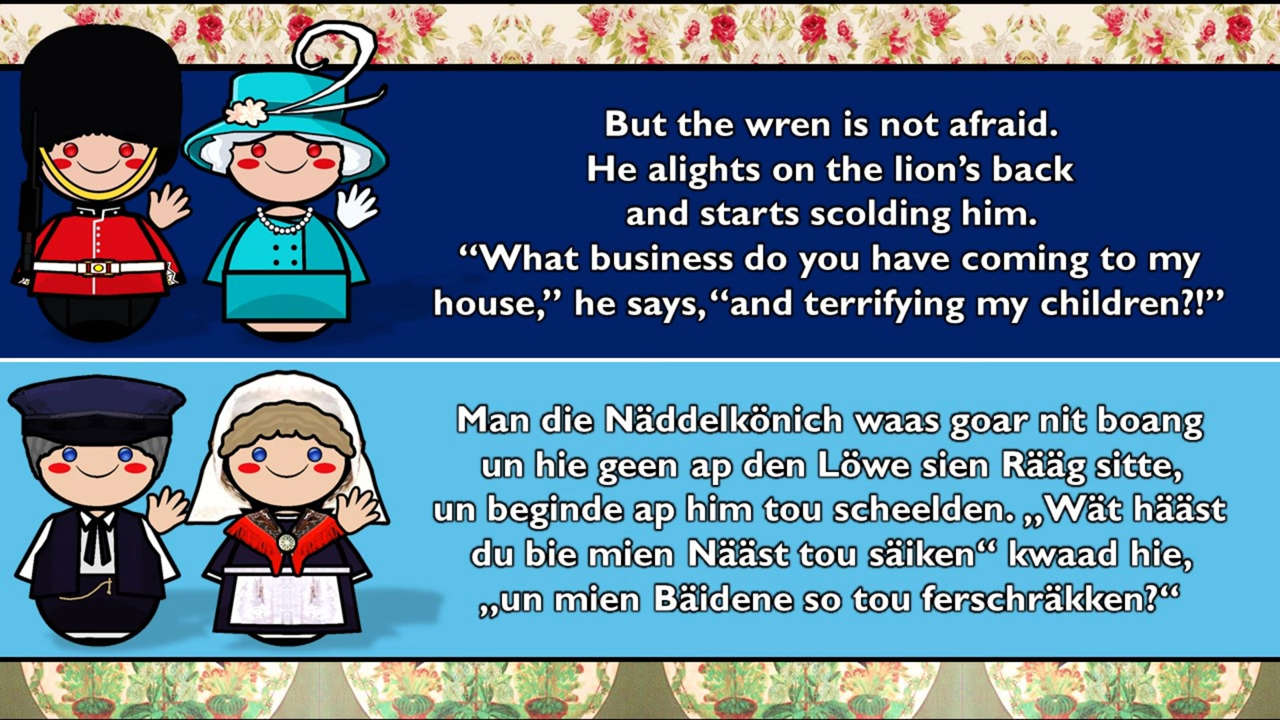 But the wren is not afraid.
He alights on the lion’s back
and starts scolding him.
“What business do you have coming to my
house,” he says,“and terrifying my children?!”
Man die Näddelkönich waas goar nit boang
un hie geen ap den Löwe sien Rääg sitte,
un beginde ap him tou scheelden. „Wät hääst
du bie mien Nääst tou säiken“ kwaad hie,
„un mien Bäidene so tou ferschräkken?“